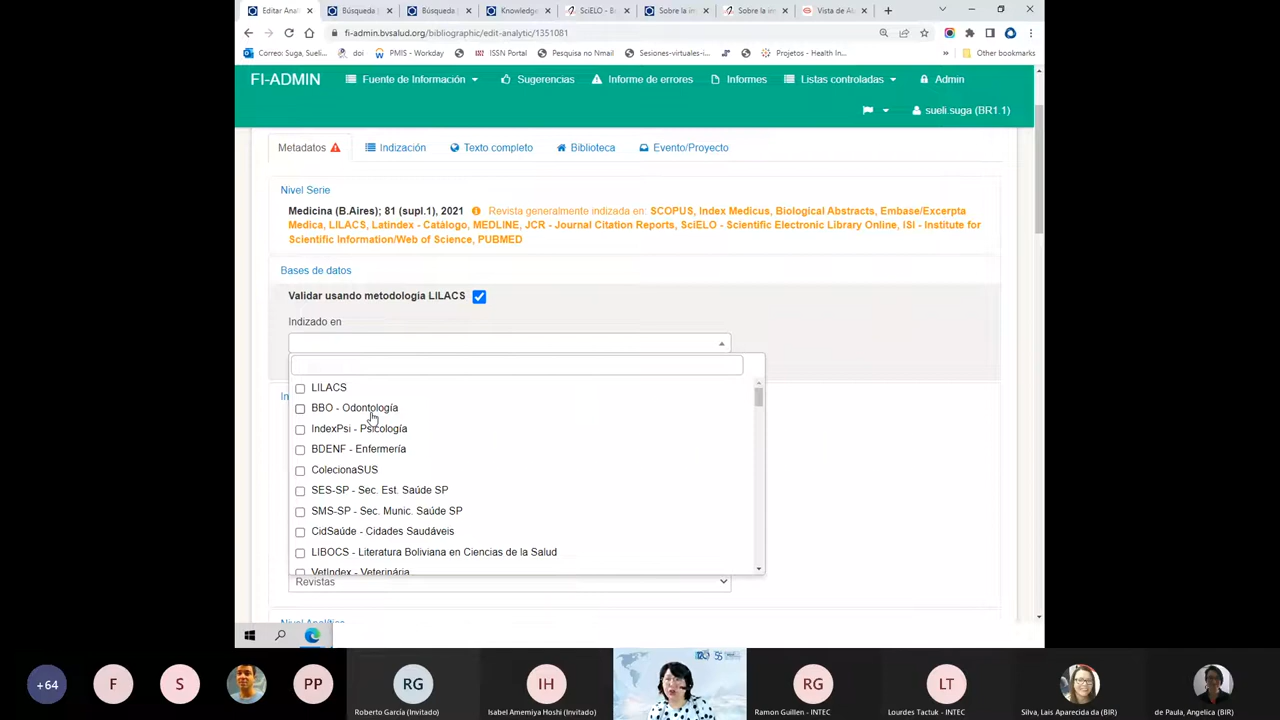 Editar Anal
Búsqueda
Búsqueda
Knowledge
SciELO - B
Sobre la im
Sobre la im
Vista de A
fi-admin.bvsalud.org/bibliographic/edit-analytic/1351081
Correo: Suga, Sueli...
doi
PMIS - Workday
ISSN Portal
Pesquisa no Nmail
Sesiones-virtuales-i...
Projetos - Health In...
»
Other bookmarks
FI-ADMIN
Fuente de Información
Sugerencias
Informe de errores
Informes
Listas controladas
Admin
sueli.suga (BR1.1)
Metadatos
Indización
Texto completo
Biblioteca
Evento/Proyecto
Nivel Serie
Medicina (B.Aires); 81 (supl.1), 2021 Revista generalmente indizada en: SCOPUS, Index Medicus, Biological Abstracts, Embase/Excerpta
Medica, LILACS, Latindex - Catálogo, MEDLINE, JCR - Journal Citation Reports, SciELO - Scientific Electronic Library Online, ISI - Institute for
Scientific Information/Web of Science, PUBMED
Bases de datos
Validar usando metodología LILACS
Indizado en
LILACS
BBO - Odontología
IndexPsi - Psicología
BDENF - Enfermería
ColecionaSUS
SES-SP - Sec. Est. Saúde SP
SMS-SP - Sec. Munic. Saúde SP
CidSaúde - Cidades Saudáveis
LIBOCS - Literatura Boliviana en Ciencias de la Salud
VetIndex - Veterinária
Revistas
Nivel Analítico
+64
F
S
PP
RG
Roberto García (Invitado)
IH
Isabel Amemiya Hoshi (Invitado)
RG
Ramon Guillen - INTEC
LT
Lourdes Tactuk - INTEC
Silva, Lais Aparecida da (BIR)
de Paula, Angelica (BIR)